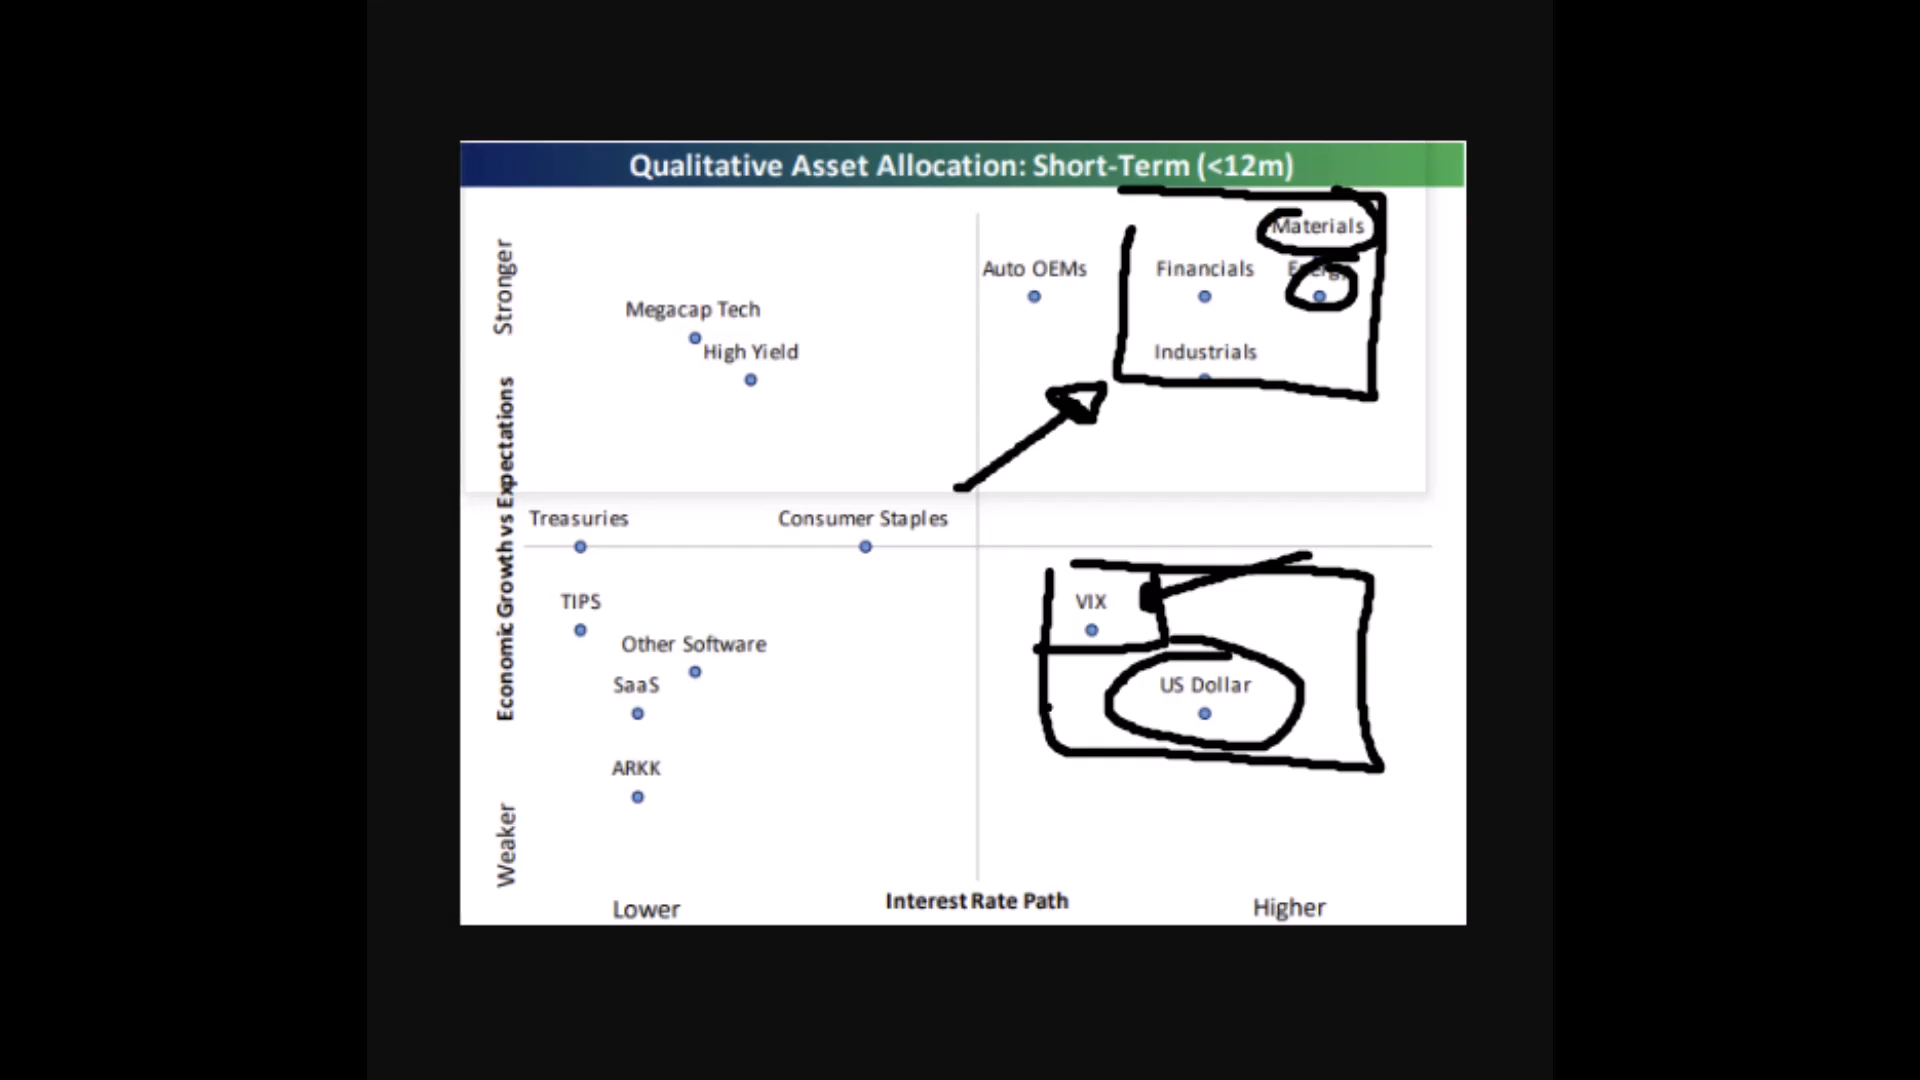 Qualitative Asset Allocation: Short-Term (<12m)
Materials
Auto OEMs
Financials
Energy
Megacap Tech
High Yield
Industrials
Treasuries
Consumer Staples
TIPS
VIX
Other Software
SaaS
US Dollar
ARKK
Stronger
Economic Growth vs Expectations
Weaker
Lower
Interest Rate Path
Higher